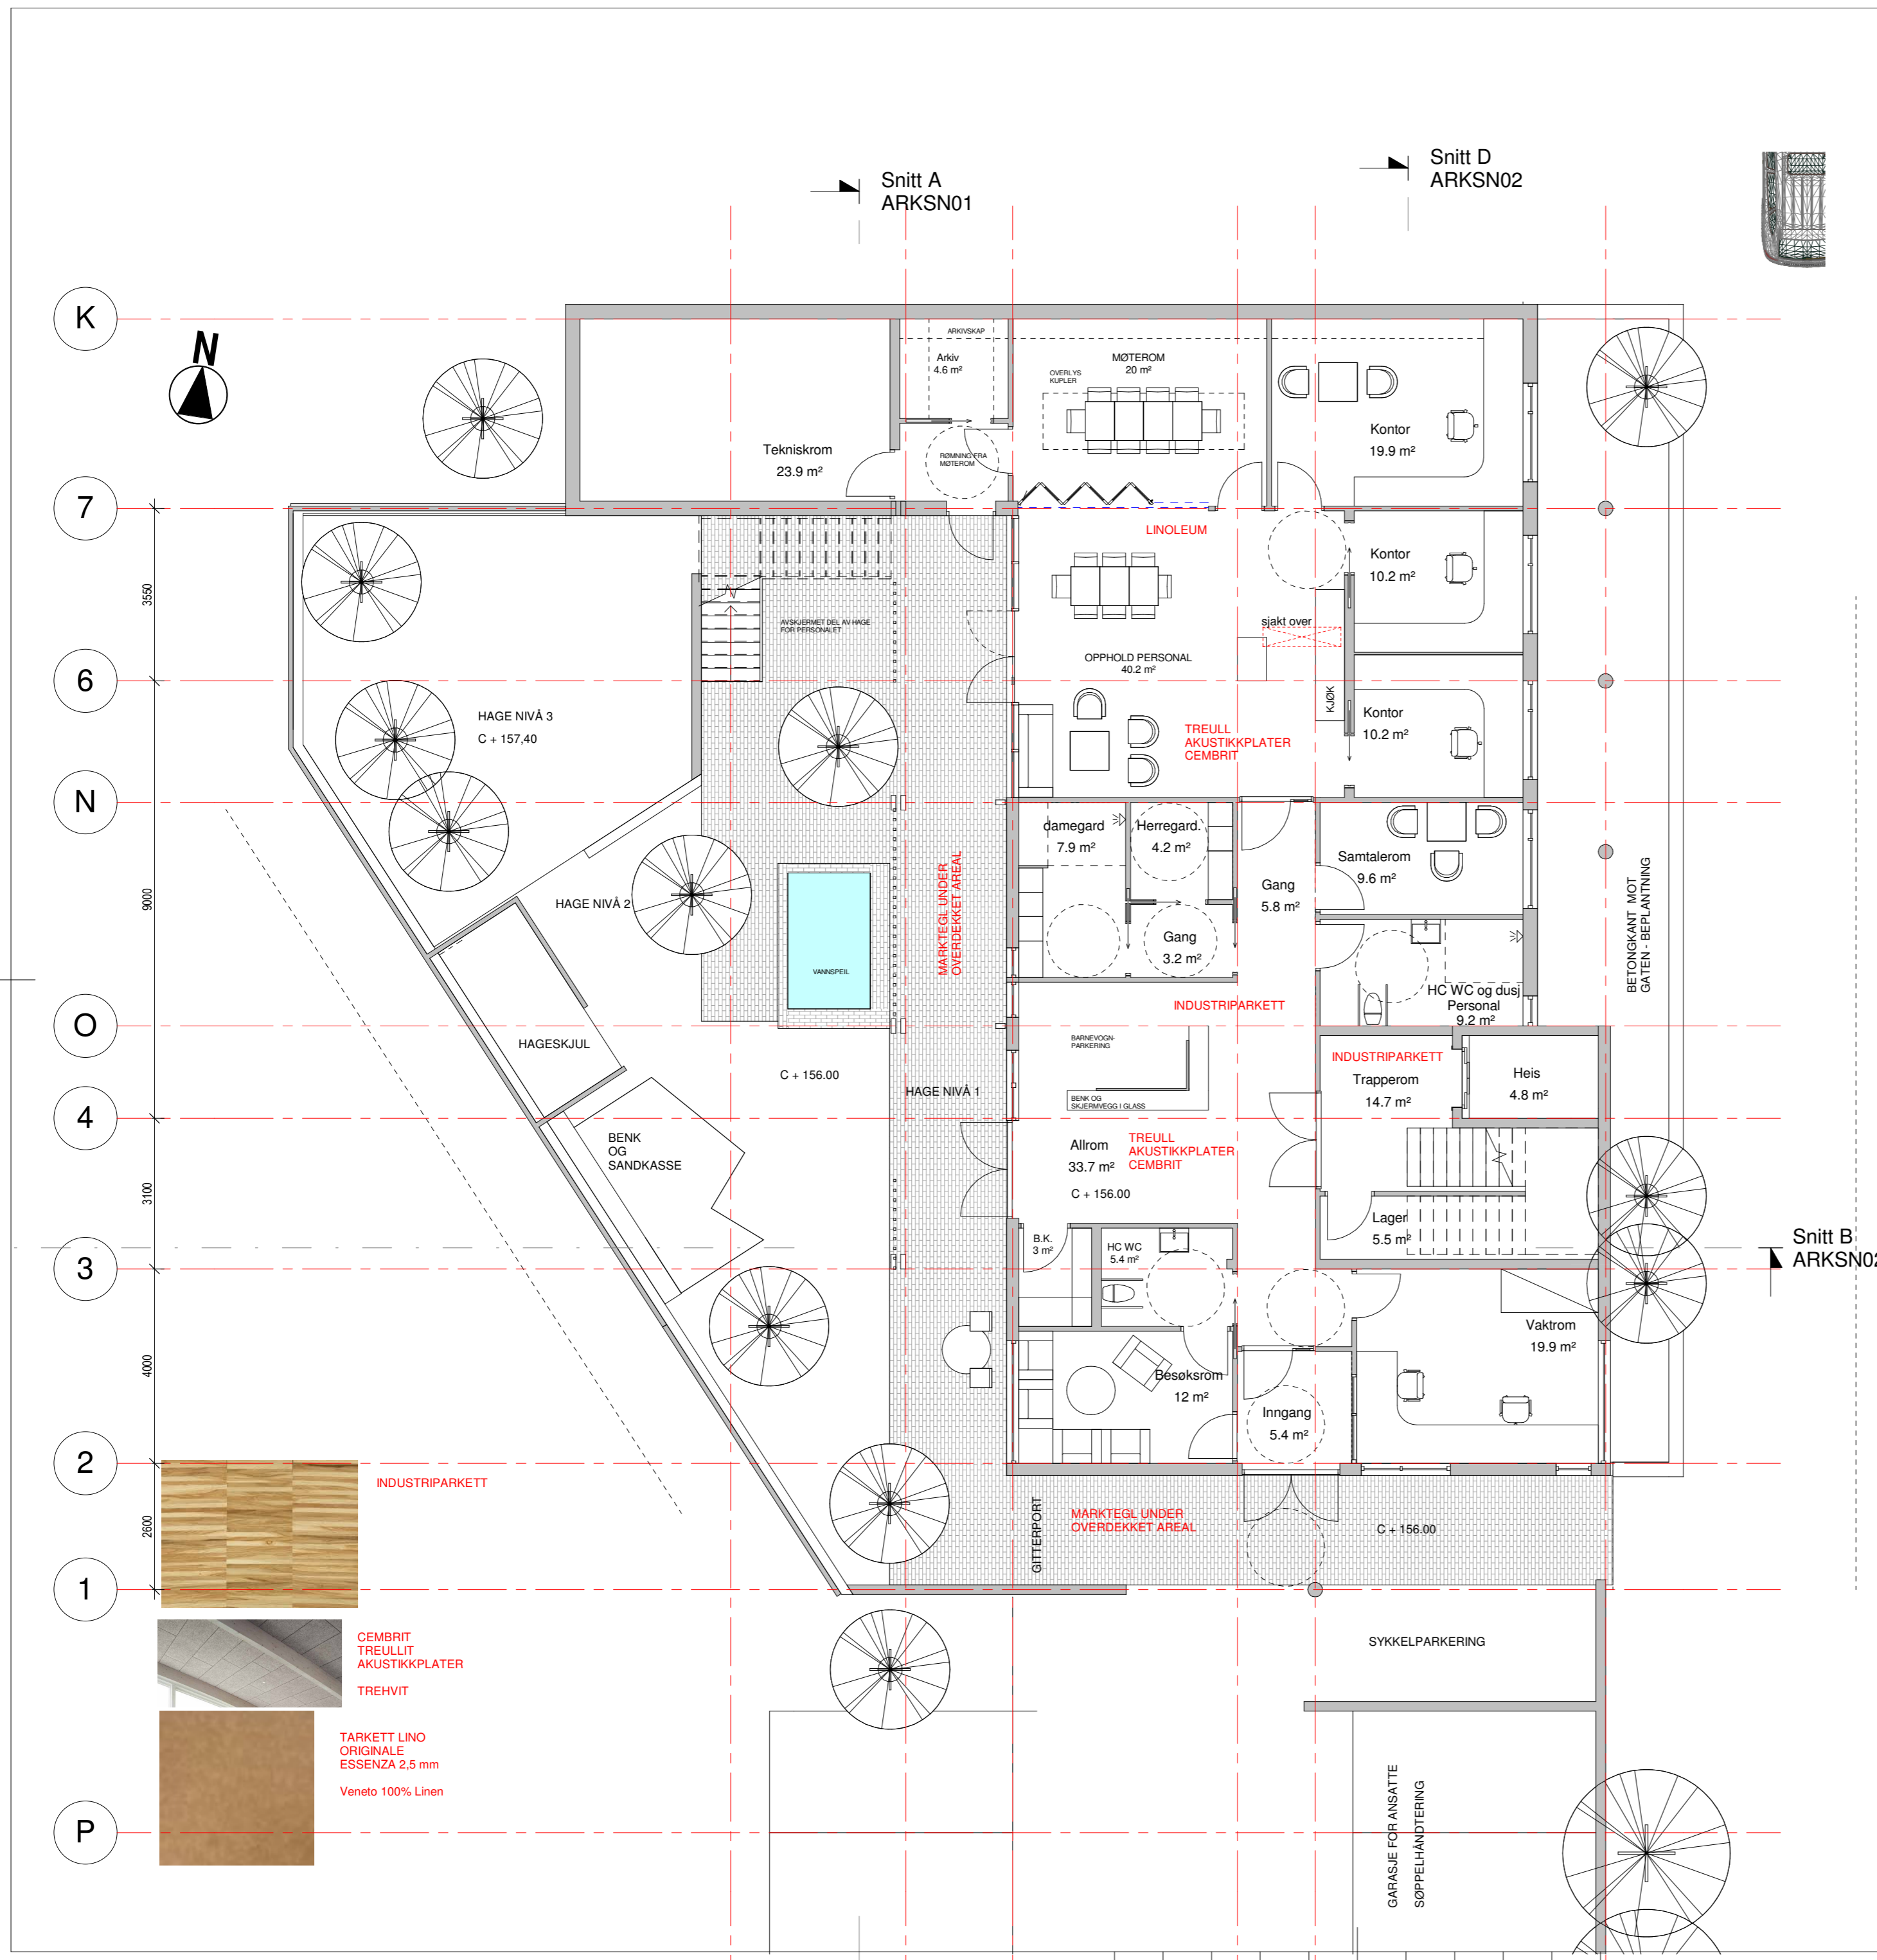 Snitt A
ARKSN01
Snitt D
ARKSN02
K
N
ARKIVSKAP
Arkiv
4.6 m²
MØTEROM
20 m²
OVERLYS
KUPLER
Kontor
19.9 m²
Tekniskrom
23.9 m²
RØMNING FRA
MØTEROM
7
LINOLEUM
Kontor
10.2 m²
3550
AVSKJERMET DEL AV HAGE
FOR PERSONALET
sjakt over
OPPHOLD PERSONAL
40.2 m²
6
KJØK
HAGE NIVÅ 3
C + 157,40
Kontor
10.2 m²
TREULL
AKUSTIKKPLATER
CEMBRIT
N
damegard
7.9 m²
Herregard.
4.2 m²
Samtalerom
9.6 m²
Gang
5.8 m²
9000
HAGE NIVÅ 2
MARKTEGL UNDER
OVERDEKKET AREAL
BETONGKANT MOT
GATEN - BEPLANTNING
Gang
3.2 m²
VANNSPEIL
HC WC og dusj
Personal
9.2 m²
INDUSTRIPARKETT
O
HAGESKJUL
BARNEVOGN-
PARKERING
INDUSTRIPARKETT
Trapperom
14.7 m²
Heis
4.8 m²
C + 156.00
HAGE NIVÅ 1
BENK OG
SKJERMVEGG I GLASS
4
BENK
OG
SANDKASSE
Allrom
33.7 m²
C + 156.00
TREULL
AKUSTIKKPLATER
CEMBRIT
3100
Lager
5.5 m²
B.K.
3 m²
HC WC
5.4 m²
Snitt B
ARKSN02
3
Vaktrom
19.9 m²
4000
Besøksrom
12 m²
Inngang
5.4 m²
2
INDUSTRIPARKETT
2600
GITTERPORT
MARKTEGL UNDER
OVERDEKKET AREAL
C + 156.00
1
CEMBRIT
TREULLIT
AKUSTIKKPLATER
TREHVIT
SYKKELPARKERING
TARKETT LINO
ORIGINALE
ESSENZA 2,5 mm
Veneto 100% Linen
P
GARASJE FOR ANSATTE
SØPPELHÅNDTERING